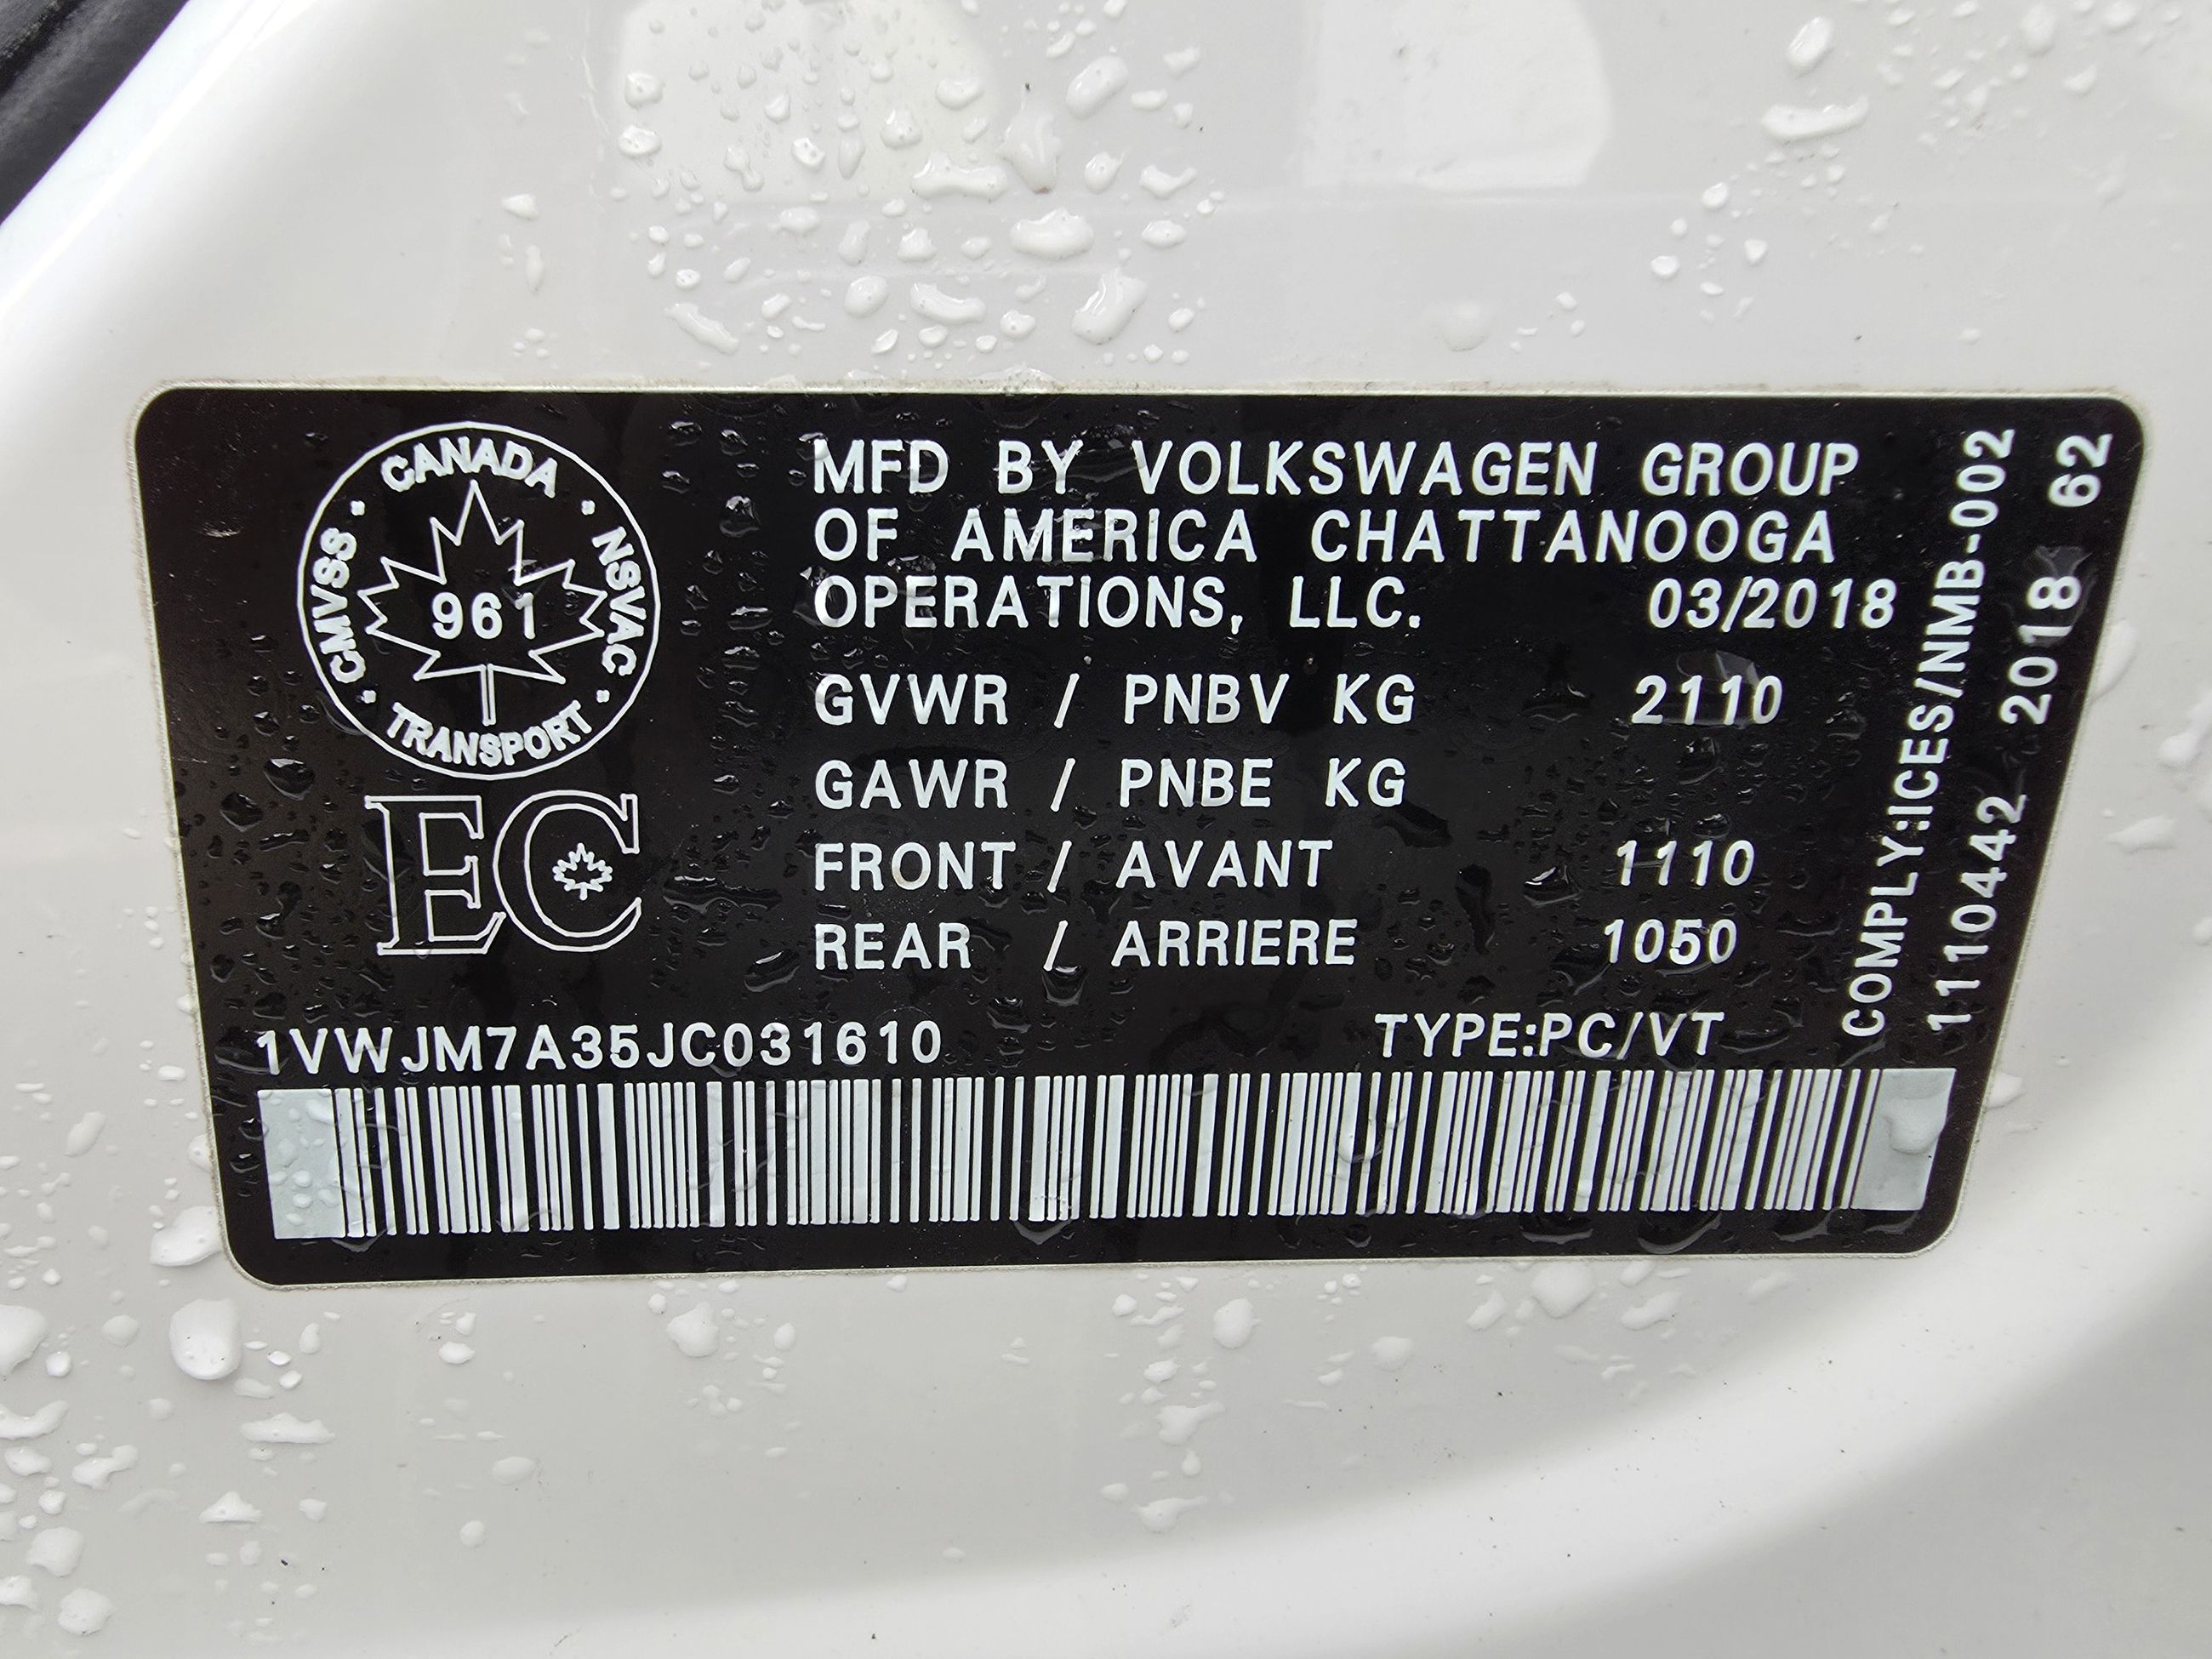 CANADA
CMVSS
NSVAC
961
TRANSPORT
EC
MFD BY VOLKSWAGEN GROUP
OF AMERICA CHATTANOOGA
OPERATIONS, LLC. 03/2018
GVWR / PNBV KG 2110
GAWR / PNBE KG
FRONT / AVANT 1110
REAR / ARRIERE 1050
1VWJM7A35JC031610 TYPE:PC/VT
COMPLY:ICES/NMB-002
1110442 2018 62